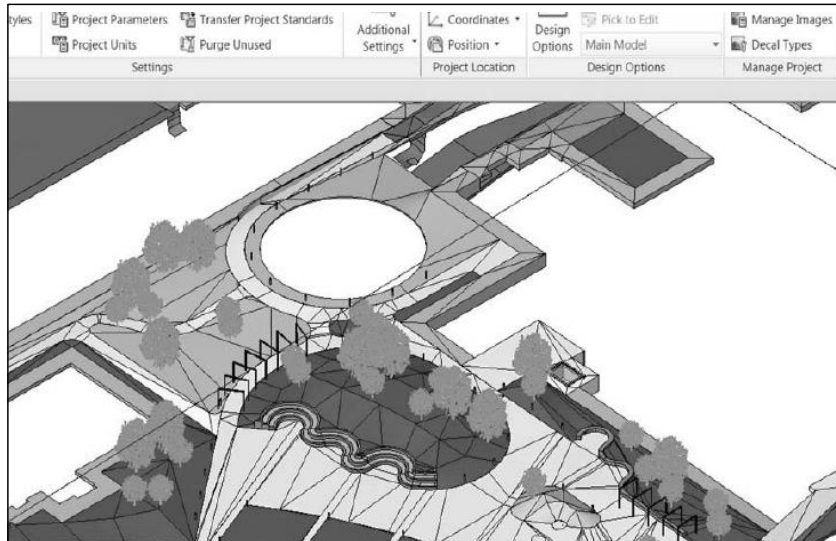 Project Parameters
Transfer Project Standards
Project Units
Purge Unused
Additional
Settings
Settings
Coordinates
Position
Project Location
Design
Options
Pick to Edit
Main Model
Design Options
Manage Images
Decal Types
Manage Project